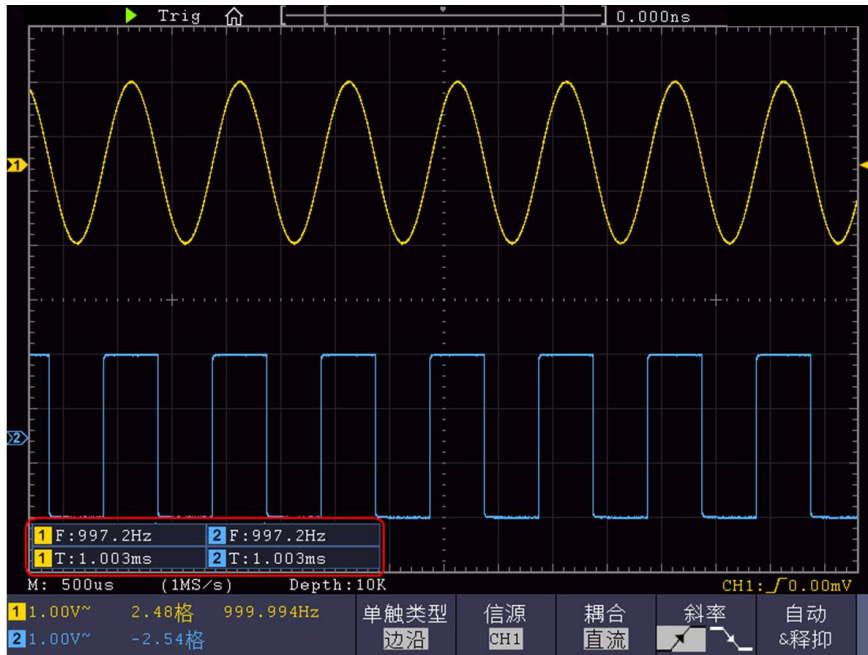 Trig 0.000ns
1
2
1 F:997.2Hz 2 F:997.2Hz
1 T:1.003ms 2 T:1.003ms
M: 500us (1MS/s) Depth:10K CH1: 0.00mV
1 1.00V~ 2.48格 999.994Hz
2 1.00V~ -2.54格
单触类型 信源 耦合 斜率 自动
边沿 CH1 直流 &释抑